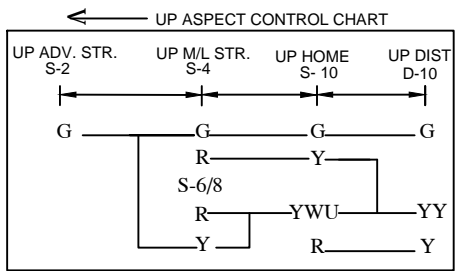 UP ASPECT CONTROL CHART
UP ADV. STR. UP M/L STR. UP HOME UP DIST
S-2 S-4 S- 10 D-10
G G G G
R Y
S-6/8
R YWU YY
Y
R Y